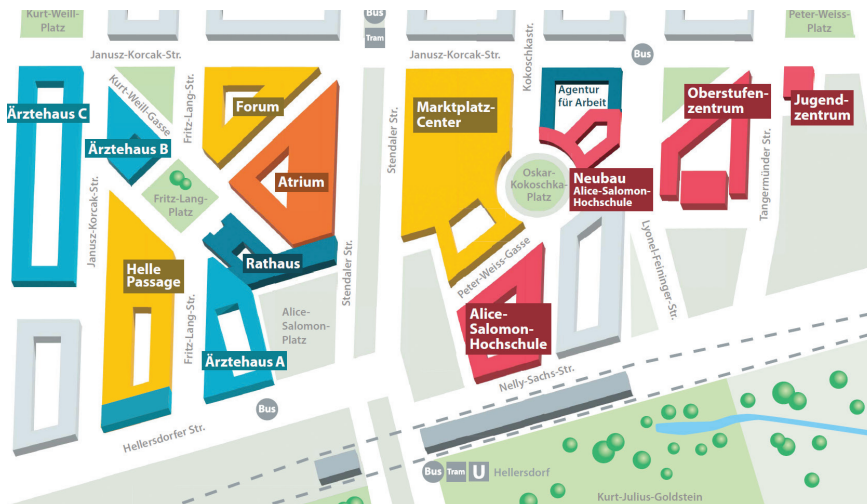 Kurt-Weill-
Platz
Bus
Tram
Peter-Weiss-
Platz
Janusz-Korcak-Str.
Janusz-Korcak-Str.
Kokoschkastr.
Bus
Kurt-Weill-Gasse
Fritz-Lang-Str.
Stendaler Str.
Ärztehaus C
Forum
Marktplatz-
Center
Agentur
für Arbeit
Oberstufen-
zentrum
Jugend-
zentrum
Ärztehaus B
Atrium
Oskar-
Kokoschka-
Platz
Neubau
Alice-Salomon-
Hochschule
Tangermünder Str.
Janusz-Korcak-Str.
Fritz-Lang-
Platz
Helle
Passage
Rathaus
Stendaler Str.
Peter-Weiss-Gasse
Lyonel-Feininger-Str.
Fritz-Lang-Str.
Alice-
Salomon-
Platz
Alice-
Salomon-
Hochschule
Ärztehaus A
Nelly-Sachs-Str.
Bus
Hellersdorfer Str.
Bus
Tram
U
Hellersdorf
Kurt-Julius-Goldstein